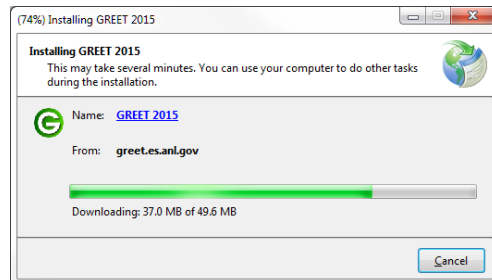 (74%) Installing GREET 2015
Installing GREET 2015
This may take several minutes. You can use your computer to do other tasks
during the installation.
Name: GREET 2015
From: greet.es.anl.gov
Downloading: 37.0 MB of 49.6 MB
Cancel